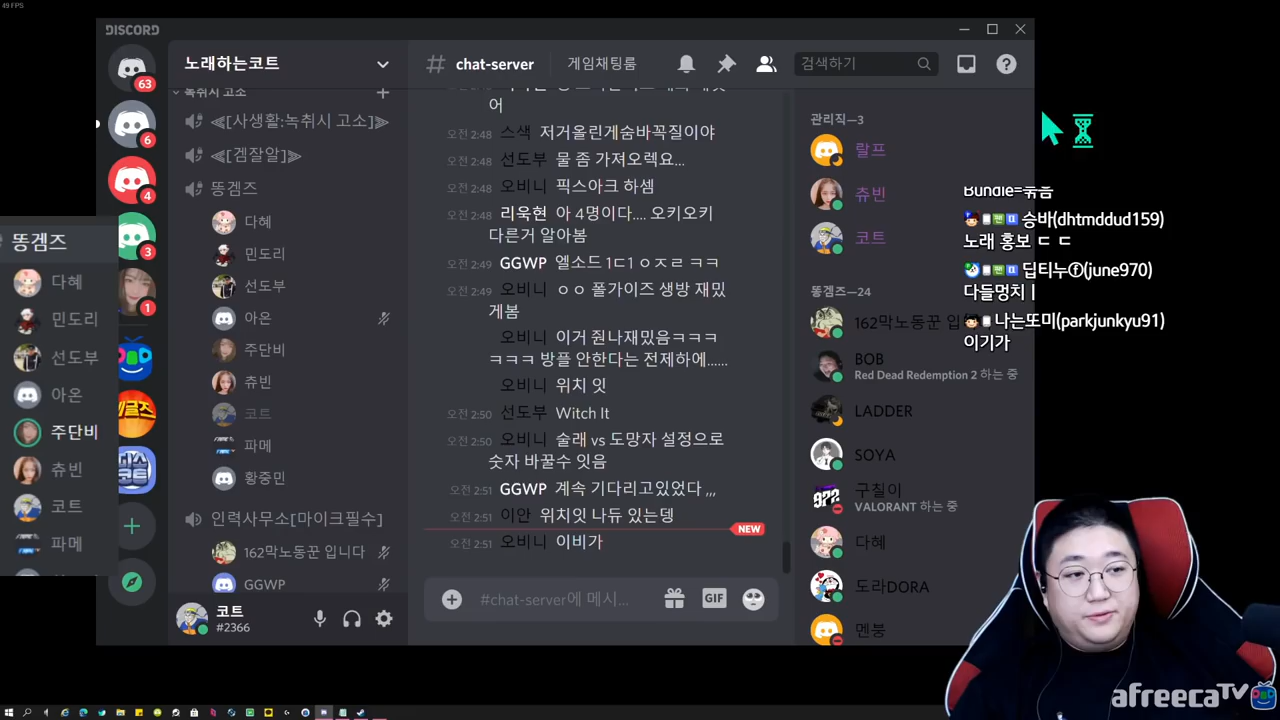 49 FPS
DISCORD
63
6
4
3
1
노래하는코트
녹취시 고소
≪[사생활:녹취시 고소]≫
≪[겜잘알]≫
똥겜즈
다혜
민도리
선도부
아온
주단비
츄빈
코트
파메
황중민
인력사무소[마이크필수]
162막노동꾼 입니다
GGWP
코트
#2366
똥겜즈
다혜
민도리
선도부
아온
주단비
츄빈
코트
파메
# chat-server
게임채팅룸
검색하기
어
오전 2:48 스색 저거올린게숨바꼭질이야
오전 2:48 선도부 물 좀 가져오렉요...
오전 2:48 오비니 픽스아크 하셈
리욱현 아 4명이다.... 오키오키
다른거 알아봄
오전 2:49 GGWP 엘소드 1ㄷ1 ㅇㅈㄹ ㅋㅋ
오전 2:49 오비니 ㅇㅇ 폴가이즈 생방 재밌
게봄
오비니 이거 줜나재밌음ㅋㅋㅋ
ㅋㅋㅋ 방플 안한다는 전제하에......
오비니 위치 잇
오전 2:50 선도부 Witch It
오전 2:50 오비니 술래 vs 도망자 설정으로
숫자 바꿀수 잇음
오전 2:51 GGWP 계속 기다리고있었다 ,,,
오전 2:51 이안 위치잇 나듀 있는뎅
NEW
오전 2:51 오비니 이비가
#chat-server에 메시...
GIF
관리직—3
랄프
츄빈
코트
똥겜즈—24
162막노동꾼 입
BOB
Red Dead Redemption 2 하는 중
LADDER
SOYA
구칠이
VALORANT 하는 중
다혜
도라DORA
멘붕
Bundle=묶음
승바(dhtmddud159)
노래 홍보 ㄷ ㄷ
딥티누ⓕ(june970)
다들멍치ㅣ
나는또미(parkjunkyu91)
이기가
afreecaTV